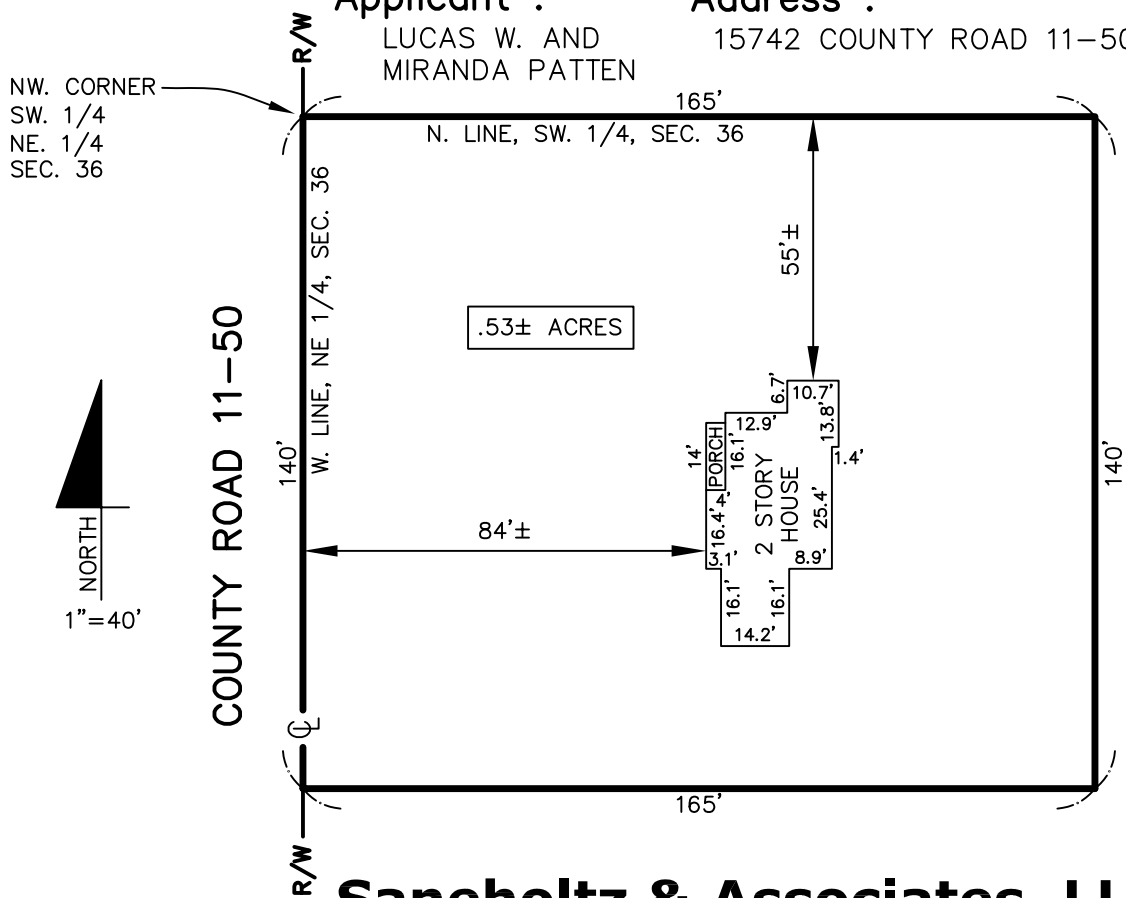 Applicant : Address :
LUCAS W. AND 15742 COUNTY ROAD 11-50
MIRANDA PATTEN
R/W
NW. CORNER
SW. 1/4
NE. 1/4
SEC. 36
165'
N. LINE, SW. 1/4, SEC. 36
W. LINE, NE 1/4, SEC. 36
55'±
.53± ACRES
COUNTY ROAD 11-50
140'
140'
6.7'
10.7'
12.9'
13.8'
14'
PORCH
16.1'
1.4'
4'
2 STORY
HOUSE
25.4'
16.4'
84'±
3.1'
8.9'
16.1'
16.1'
14.2'
NORTH
1"=40'
℄
165'
R/W
& Associates,